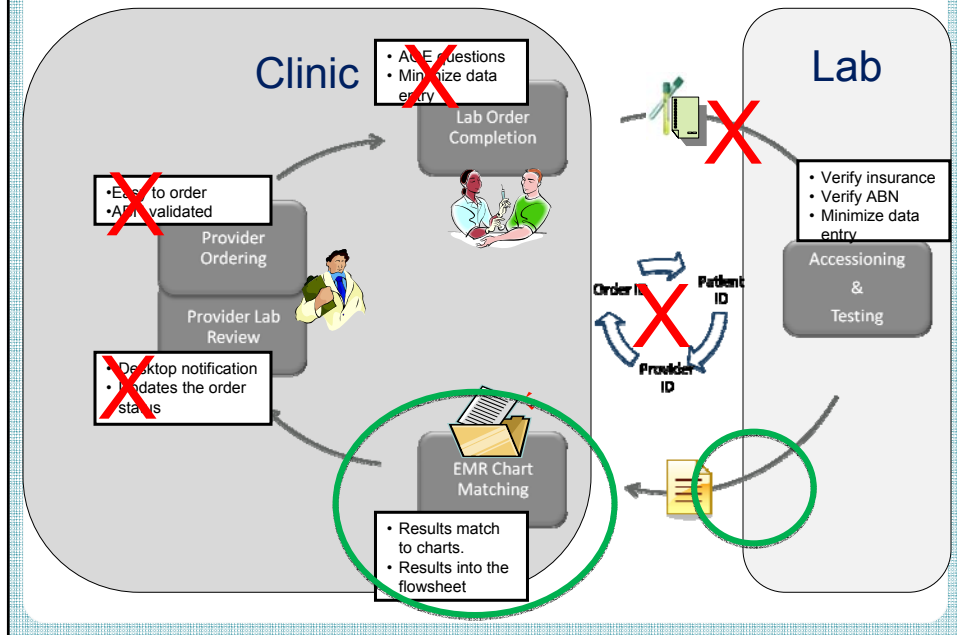 Clinic
Lab
• AOE questions
• Minimize data
entry
Lab Order
Completion
•Easy to order
•ABN validated
Provider
Ordering
• Verify insurance
• Verify ABN
• Minimize data
entry
Accessioning
&
Testing
Order ID
Patient
ID
Provider
ID
Provider Lab
Review
• Desktop notification
• Updates the order
status
EMR Chart
Matching
• Results match
to charts.
• Results into the
flowsheet